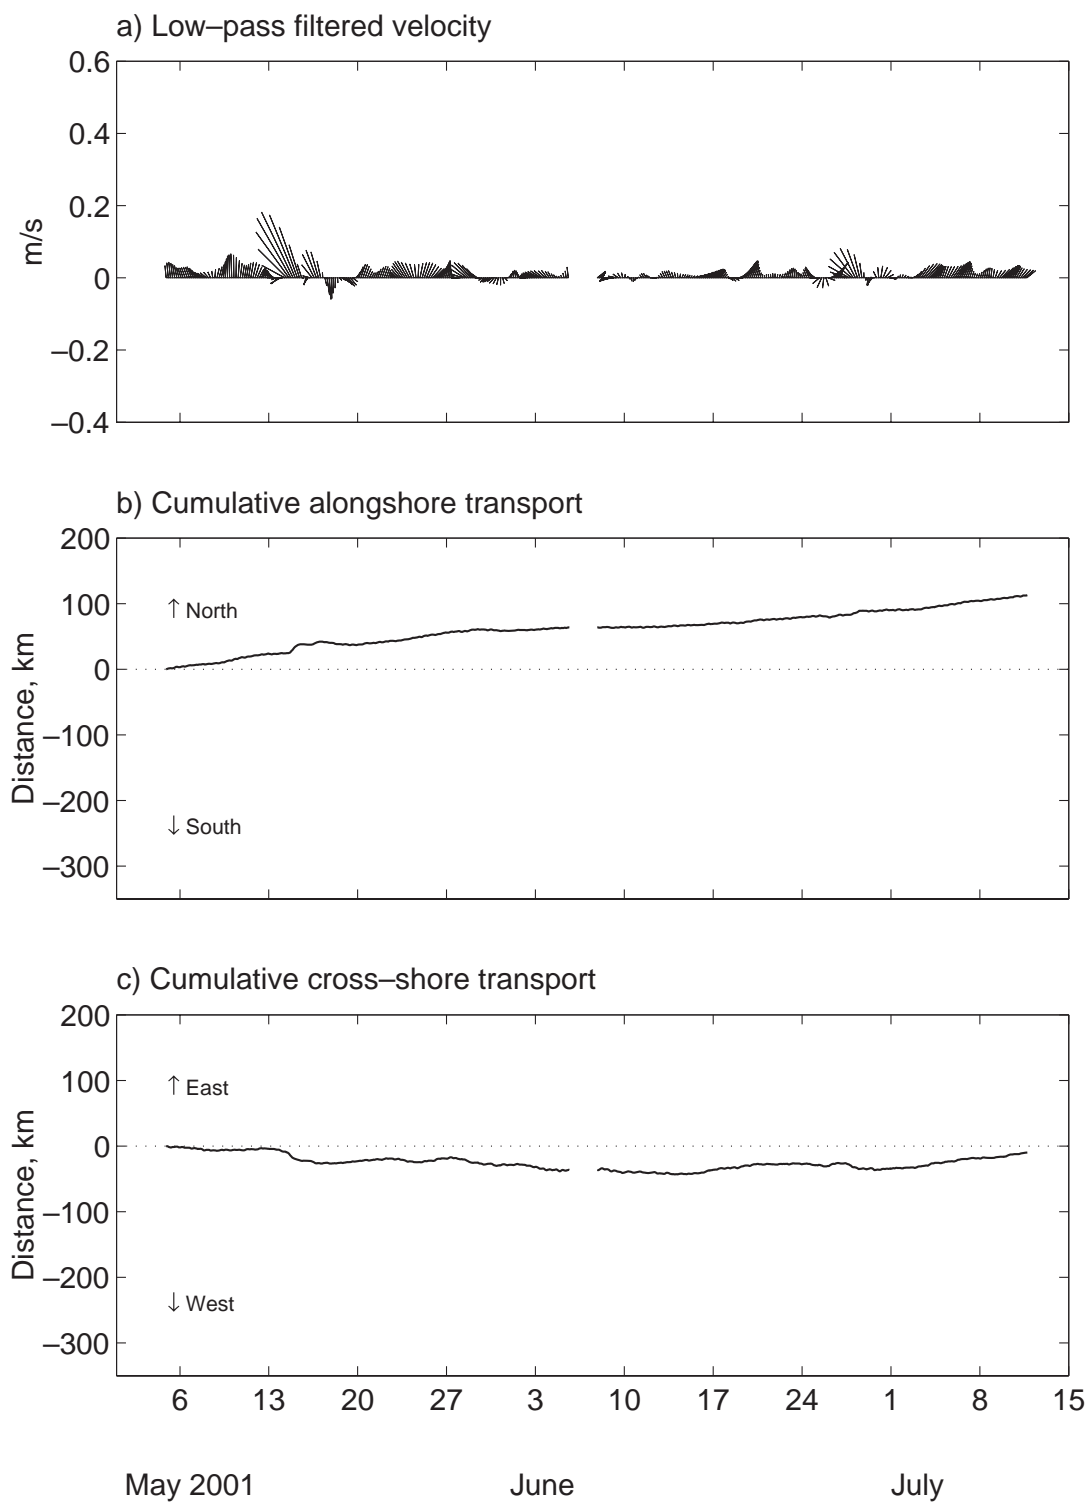 a) Low–pass filtered velocity
0.6
0.4
0.2
0
–0.2
–0.4
m/s
b) Cumulative alongshore transport
200
100
0
–100
–200
–300
Distance, km
↑ North
↓ South
c) Cumulative cross–shore transport
200
100
0
–100
–200
–300
Distance, km
↑ East
↓ West
6 13 20 27 3 10 17 24 1 8 15
May 2001 June July